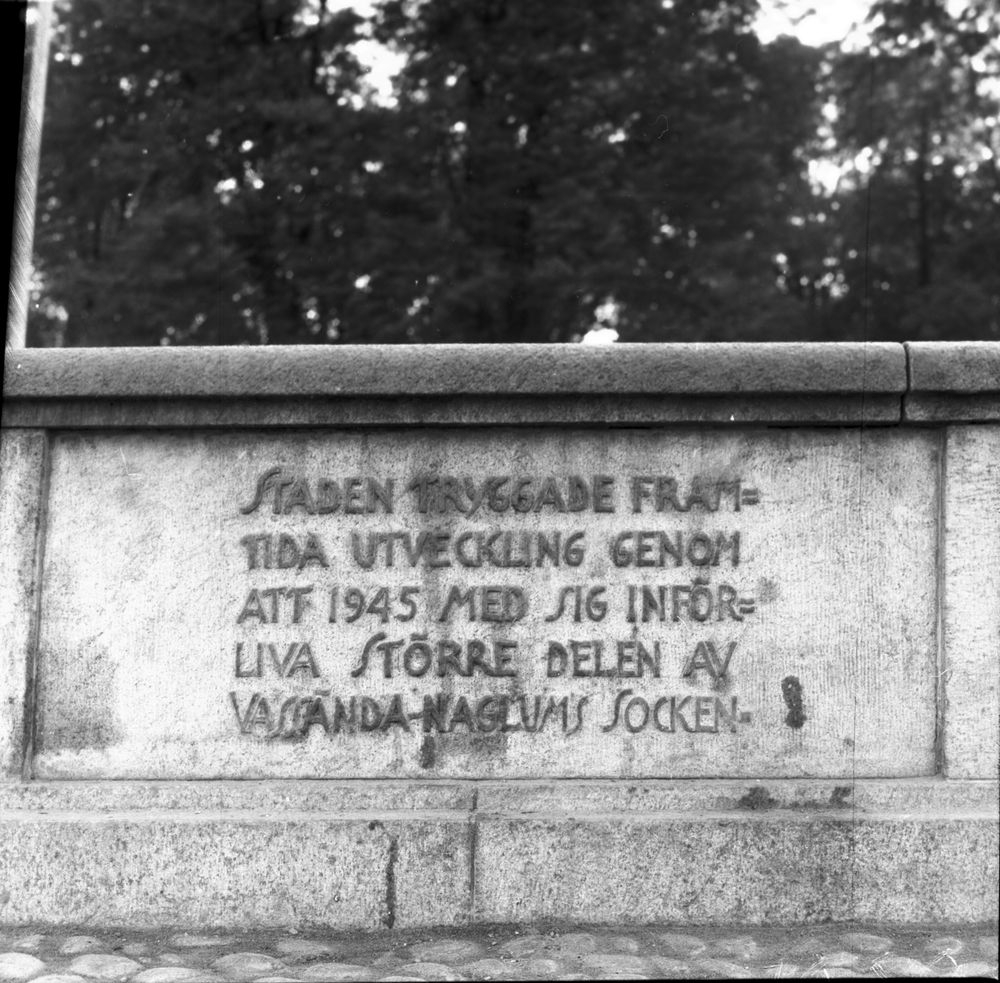 STADEN TRYGGADE FRAM=
TIDA UTVECKLING GENOM
ATT 1945 MED SIG INFÖR=
LIVA STÖRRE DELEN AV
VASSÄNDA-NAGLUMS SOCKEN-